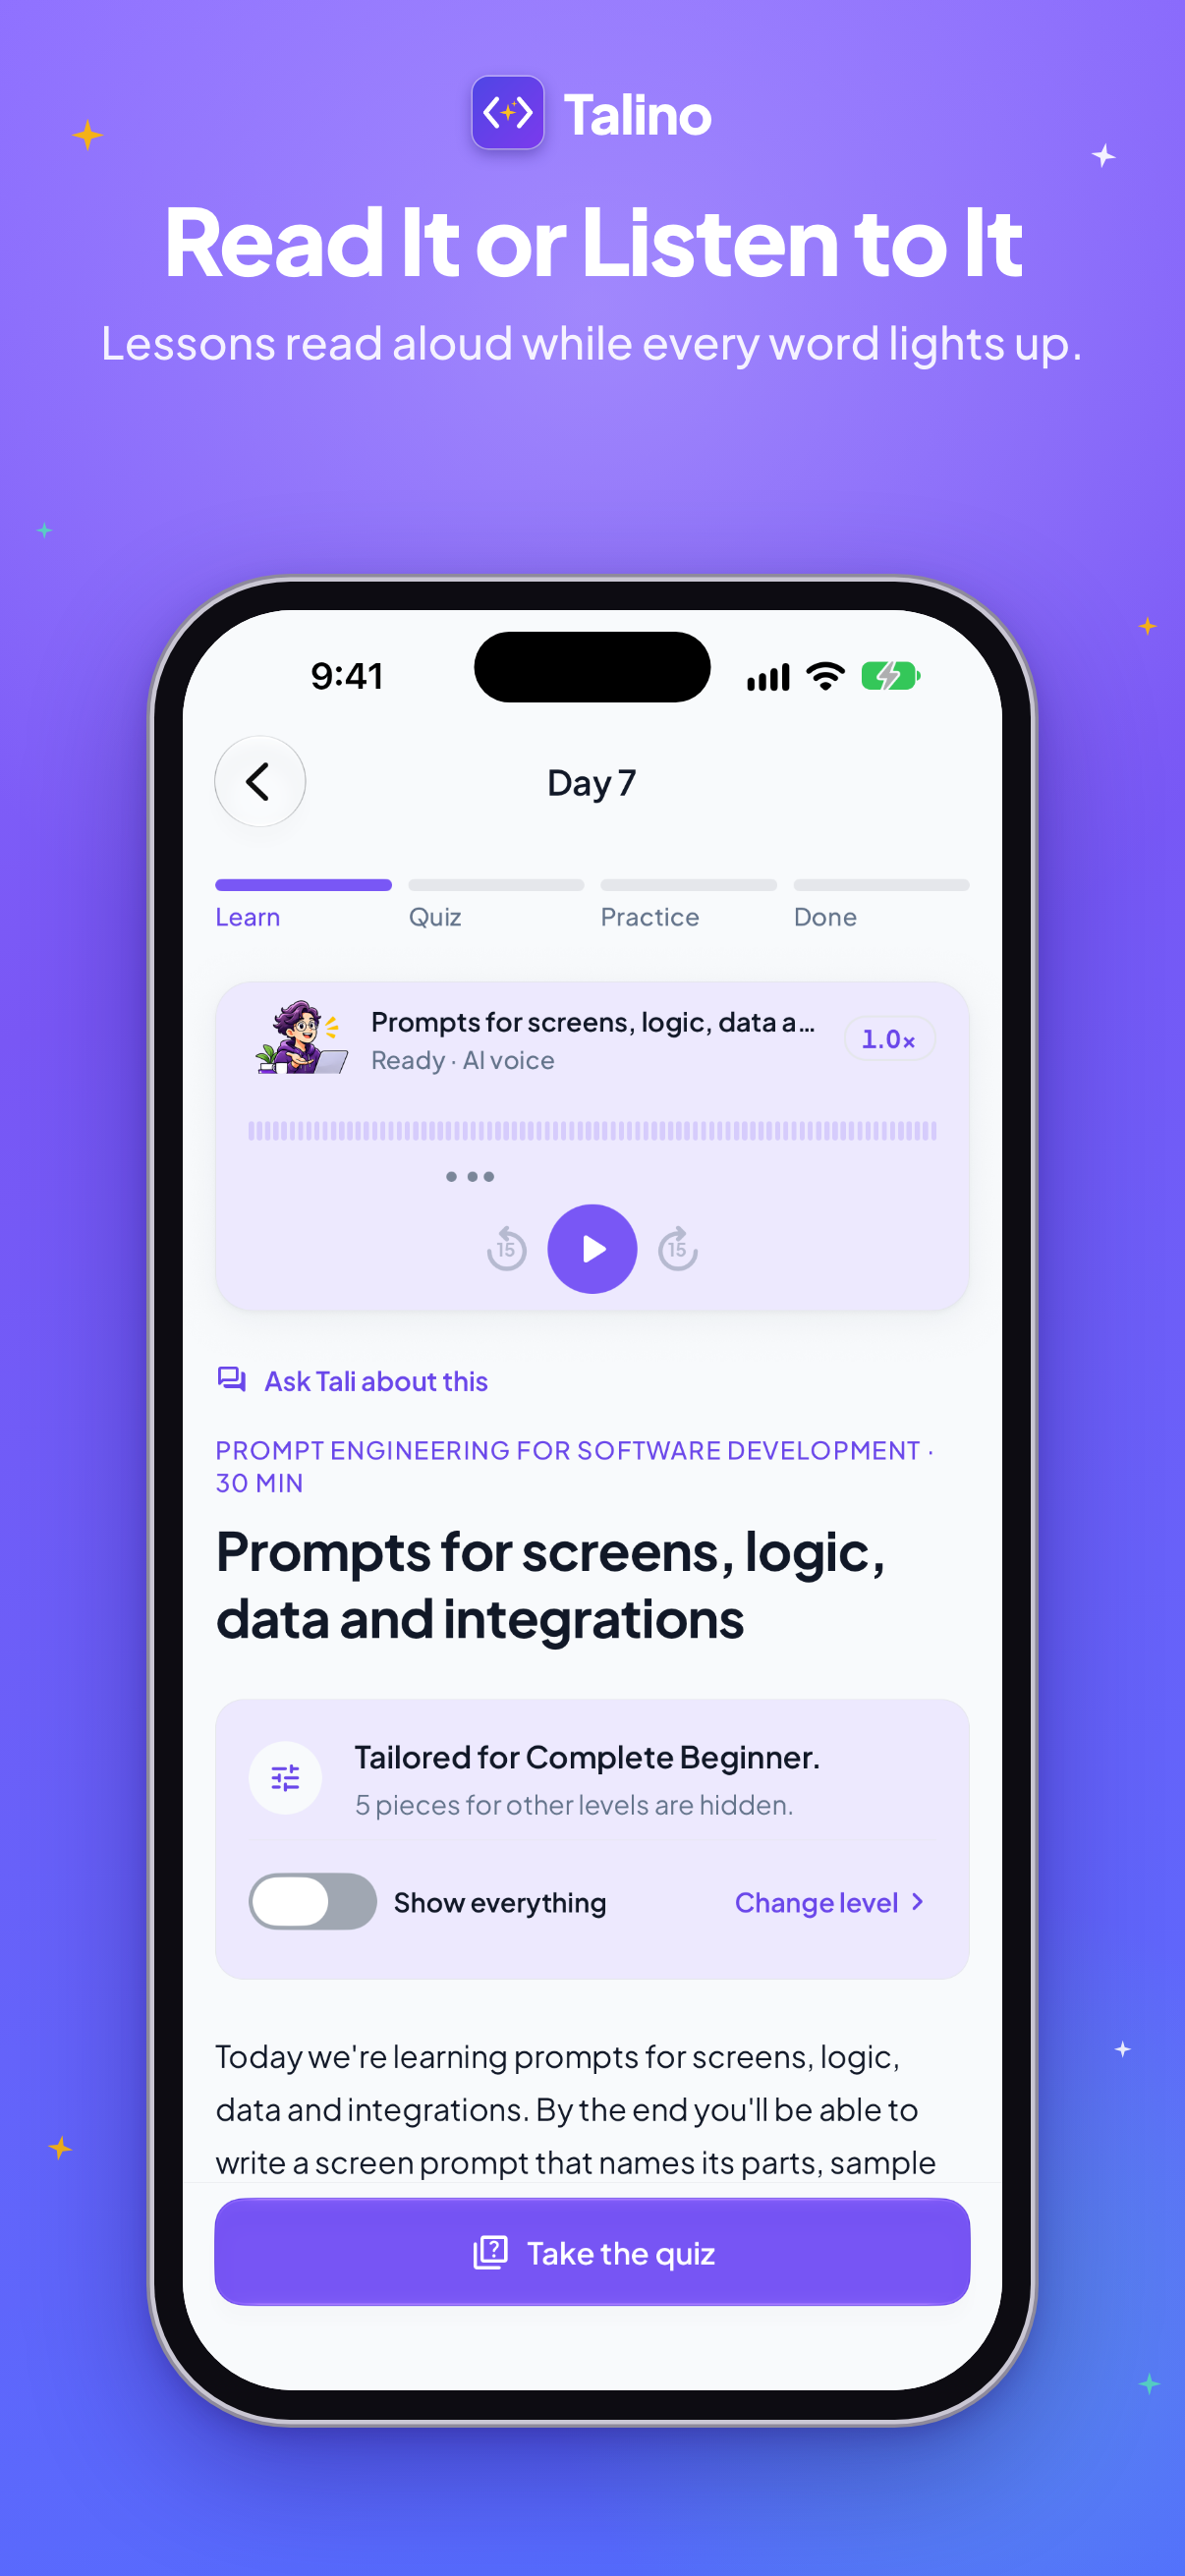 Talino
Read It or Listen to It
Lessons read aloud while every word lights up.
9:41
Day 7
Learn
Quiz
Practice
Done
Prompts for screens, logic, data a...
1.0×
Ready · AI voice
15
15
Ask Tali about this
PROMPT ENGINEERING FOR SOFTWARE DEVELOPMENT ·
30 MIN
Prompts for screens, logic,
data and integrations
Tailored for Complete Beginner.
5 pieces for other levels are hidden.
Show everything
Change level
Today we're learning prompts for screens, logic,
data and integrations. By the end you'll be able to
write a screen prompt that names its parts, sample
Take the quiz